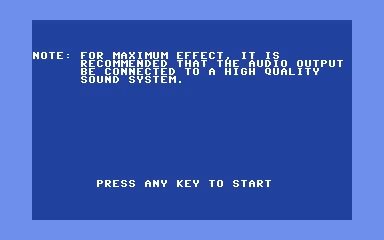 NOTE: FOR MAXIMUM EFFECT, IT IS
RECOMMENDED THAT THE AUDIO OUTPUT
BE CONNECTED TO A HIGH QUALITY
SOUND SYSTEM.
PRESS ANY KEY TO START